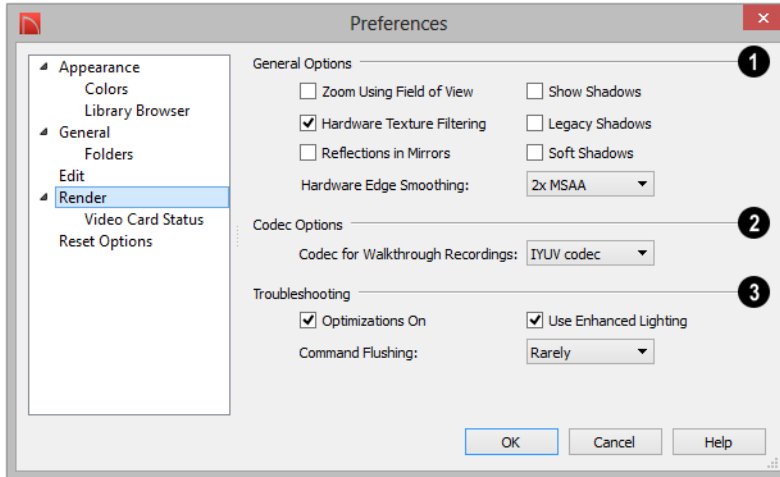 Preferences
Appearance
Colors
Library Browser
General
Folders
Edit
Render
Video Card Status
Reset Options
General Options 1
Zoom Using Field of View Show Shadows
Hardware Texture Filtering Legacy Shadows
Reflections in Mirrors Soft Shadows
Hardware Edge Smoothing: 2x MSAA
Codec Options 2
Codec for Walkthrough Recordings: IYUV codec
Troubleshooting 3
Optimizations On Use Enhanced Lighting
Command Flushing: Rarely
OK Cancel Help